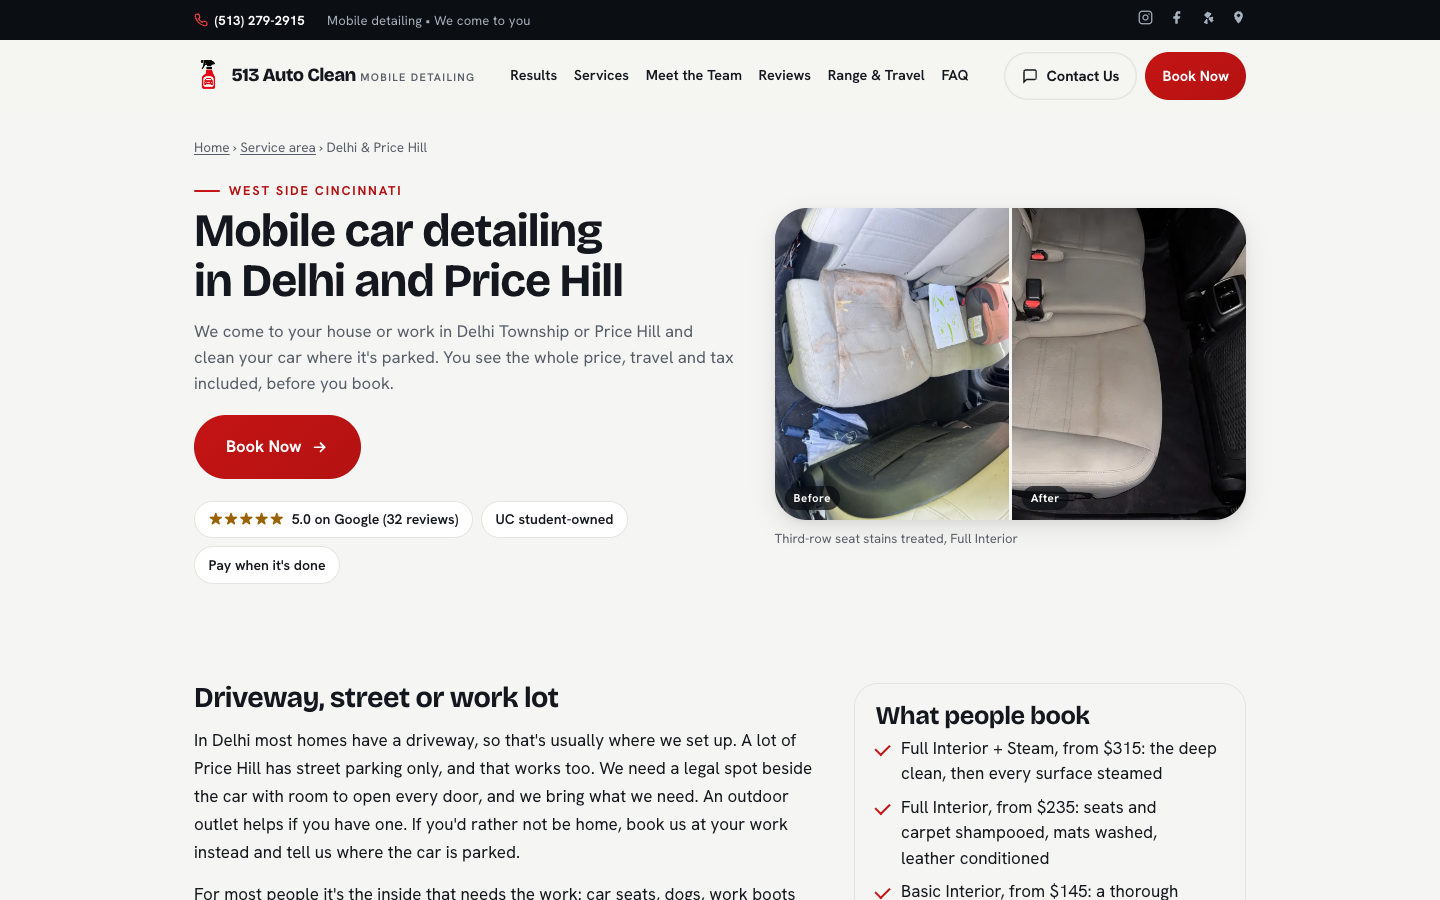 (513) 279-2915
Mobile detailing • We come to you
513 Auto Clean MOBILE DETAILING
Results
Services
Meet the Team
Reviews
Range & Travel
FAQ
Contact Us
Book Now
Home › Service area › Delhi & Price Hill
WEST SIDE CINCINNATI
Mobile car detailing
in Delhi and Price Hill
We come to your house or work in Delhi Township or Price Hill and
clean your car where it's parked. You see the whole price, travel and tax
included, before you book.
Book Now →
★★★★★ 5.0 on Google (32 reviews)
UC student-owned
Pay when it's done
Before
After
Third-row seat stains treated, Full Interior
Driveway, street or work lot
In Delhi most homes have a driveway, so that's usually where we set up. A lot of
Price Hill has street parking only, and that works too. We need a legal spot beside
the car with room to open every door, and we bring what we need. An outdoor
outlet helps if you have one. If you'd rather not be home, book us at your work
instead and tell us where the car is parked.
For most people it's the inside that needs the work: car seats, dogs, work boots
What people book
Full Interior + Steam, from $315: the deep
clean, then every surface steamed
Full Interior, from $235: seats and
carpet shampooed, mats washed,
leather conditioned
Basic Interior, from $145: a thorough